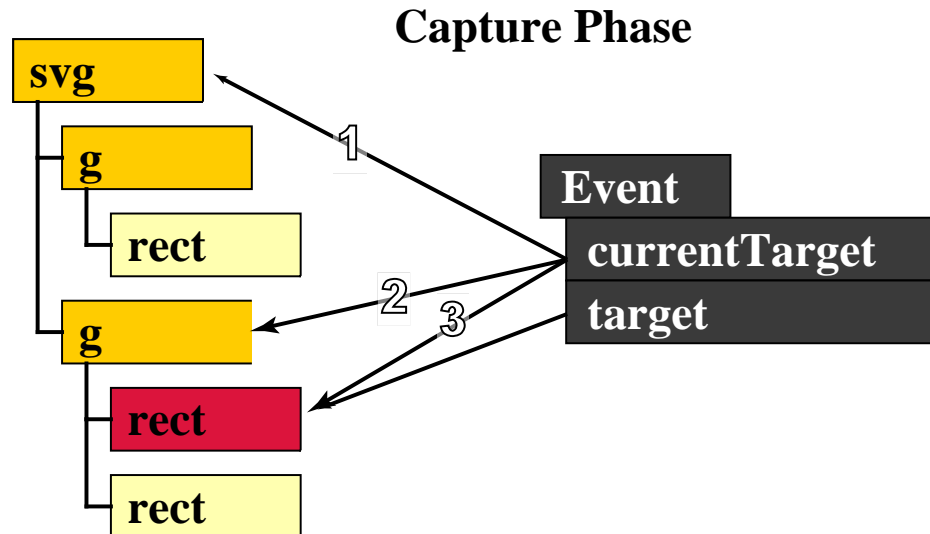 Capture Phase
svg
1
g
Event
rect
currentTarget
2
3
target
g
rect
rect